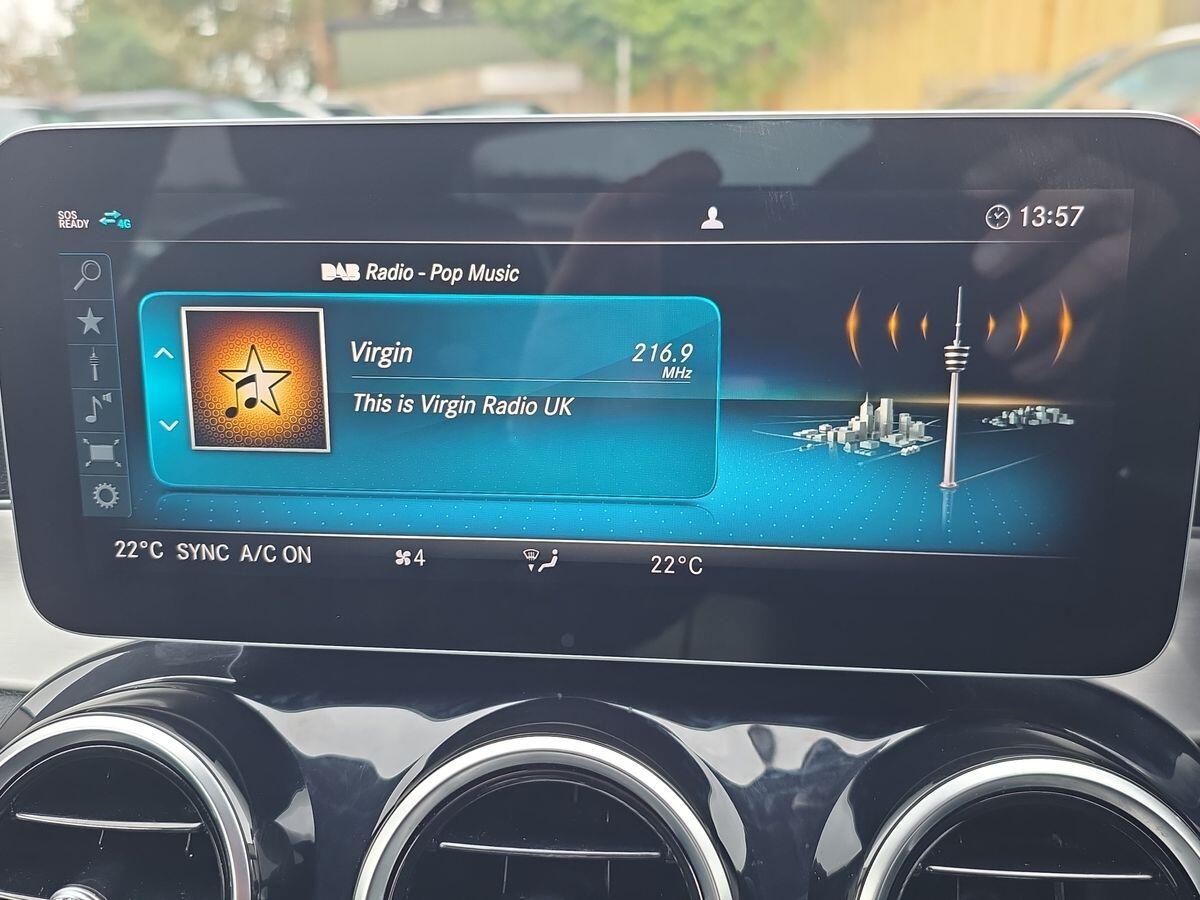 SOS
READY
4G
13:57
DAB Radio - Pop Music
Virgin
216.9
MHz
This is Virgin Radio UK
22°C SYNC A/C ON
4
22°C